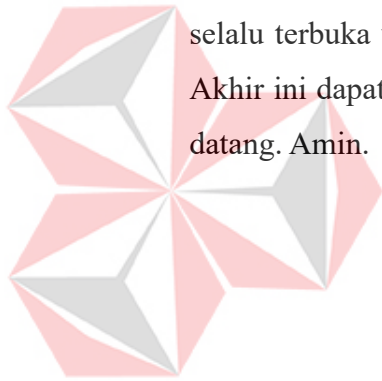 selalu terbuka
Akhir ini dapat
datang. Amin.